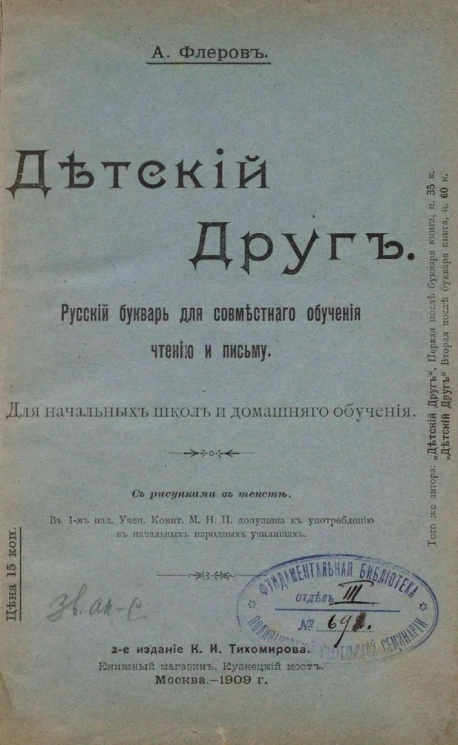 А. Флеровъ.
Дѣтскій
Другъ.
Русскій букварь для совмѣстнаго обученія
чтенію и письму.
Для начальныхъ школъ и домашняго обученія.
Съ рисунками въ текстѣ.
Въ 1-мъ изд. Учен. Комит. М. Н. П. допущена къ употребленію
въ начальныхъ народныхъ училищахъ.
Цѣна 15 коп.
Того же автора: „Дѣтскій Другъ“. Первая послѣ букваря книга, ц. 35 к.
„Дѣтскій Другъ“ Вторая послѣ букваря книга, ц. 60 к.
ФУНДАМЕНТАЛЬНАЯ БИБЛІОТЕКА
ОТДѢЛЪ III
№
СЕМИНАРІИ
2-е изданіе К. И. Тихомирова.
Книжный магазинъ, Кузнецкій мостъ.
Москва.—1909 г.